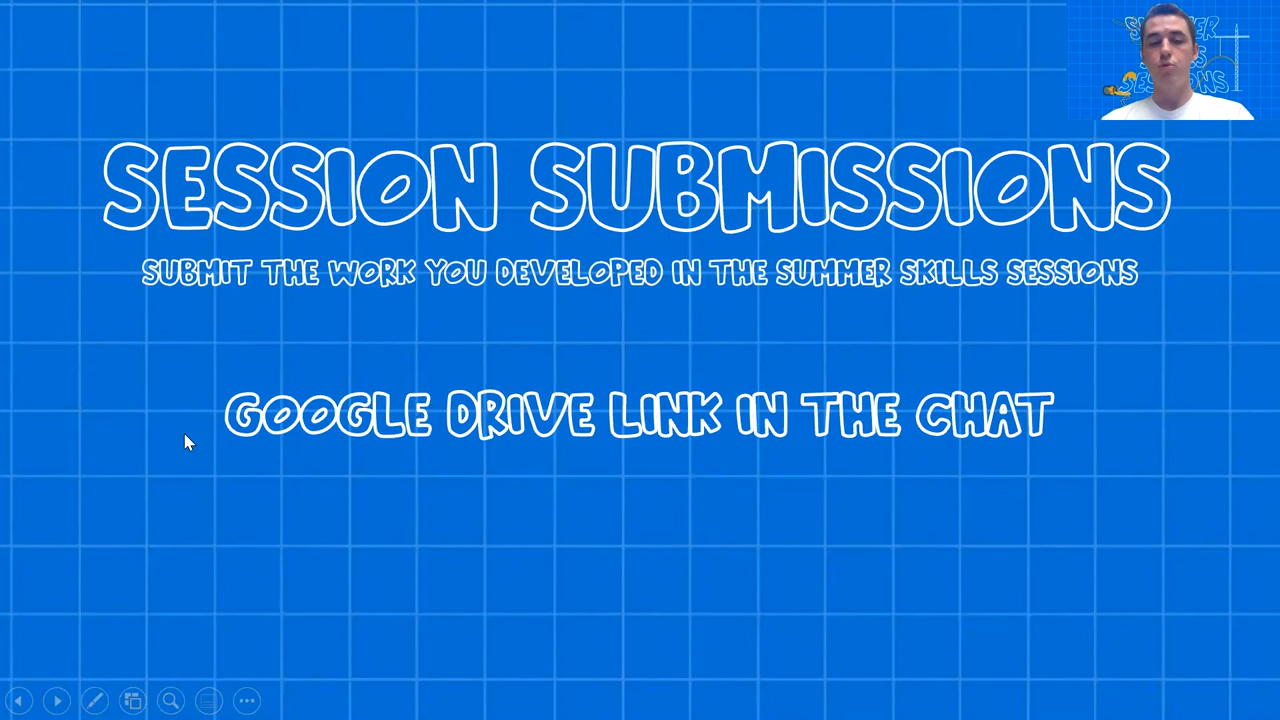 SESSION SUBMISSIONS
SUBMIT THE WORK YOU DEVELOPED IN THE SUMMER SKILLS SESSIONS
GOOGLE DRIVE LINK IN THE CHAT